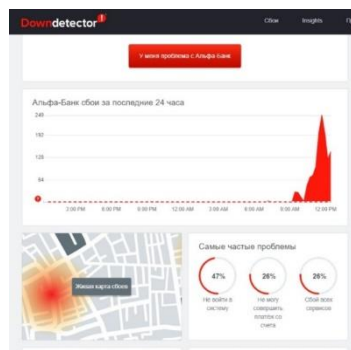 Downdetector
Сбои Insights
У меня проблема с Альфа-Банк
Альфа-Банк сбои за последние 24 часа
249
192
128
64
3:00 PM 6:00 PM 9:00 PM 12:00 AM 3:00 AM 6:00 AM 9:00 AM 12:00 PM
Живая карта сбоев
Самые частые проблемы
47% 26% 26%
Не войти в систему
Не могу совершить платеж со счета
Сбой всех сервисов